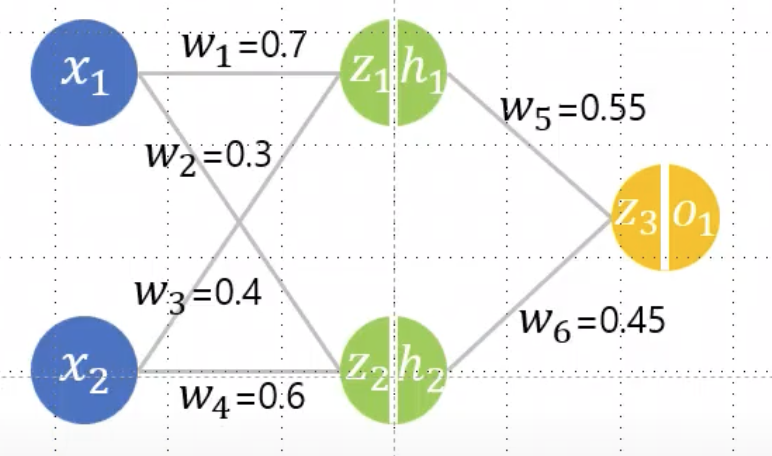 x₁
w₁=0.7
z₁ h₁
w₂=0.3
w₅=0.55
z₃ o₁
w₃=0.4
w₆=0.45
x₂
w₄=0.6
z₂ h₂